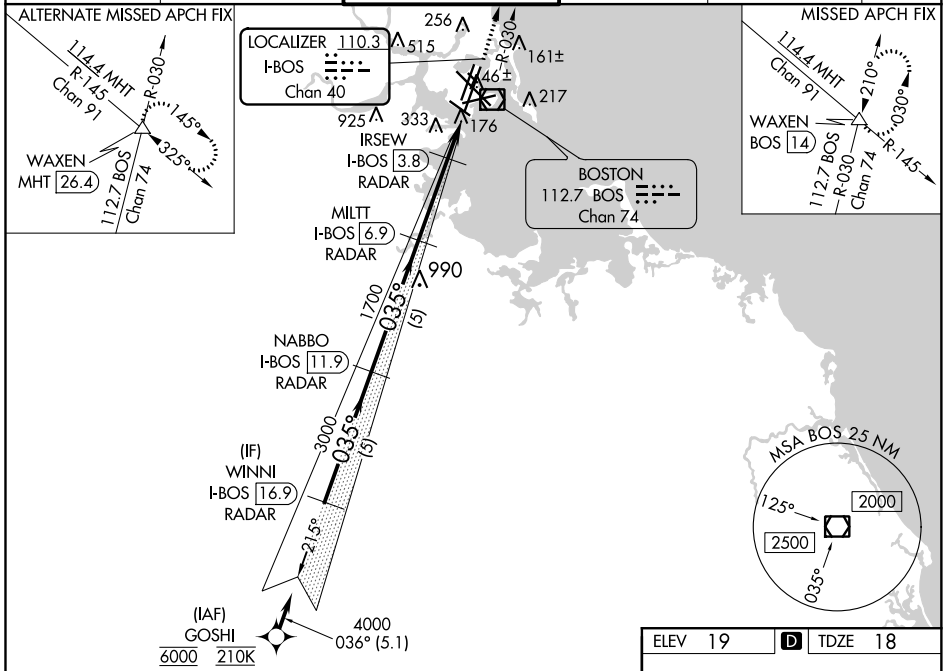 ALTERNATE MISSED APCH FIX
114.4 MHT
R-145
Chan 91
R-030
145°
325°
WAXEN
MHT 26.4
112.7 BOS
Chan 74
LOCALIZER 110.3
I-BOS
Chan 40
256
515
R-030
161±
46±
217
925
333
176
MISSED APCH FIX
114.4 MHT
Chan 91
210°
030°
WAXEN
BOS 14
R-145
112.7 BOS
R-030
Chan 74
IRSEW
I-BOS 3.8
RADAR
BOSTON
112.7 BOS
Chan 74
MILTT
I-BOS 6.9
RADAR
990
1700
035°
(5)
NABBO
I-BOS 11.9
RADAR
3000
035°
(5)
(IF)
WINNI
I-BOS 16.9
RADAR
215°
MSA BOS 25 NM
125°
2000
2500
035°
(IAF)
GOSHI
6000 210K
4000
036° (5.1)
ELEV 19 D TDZE 18